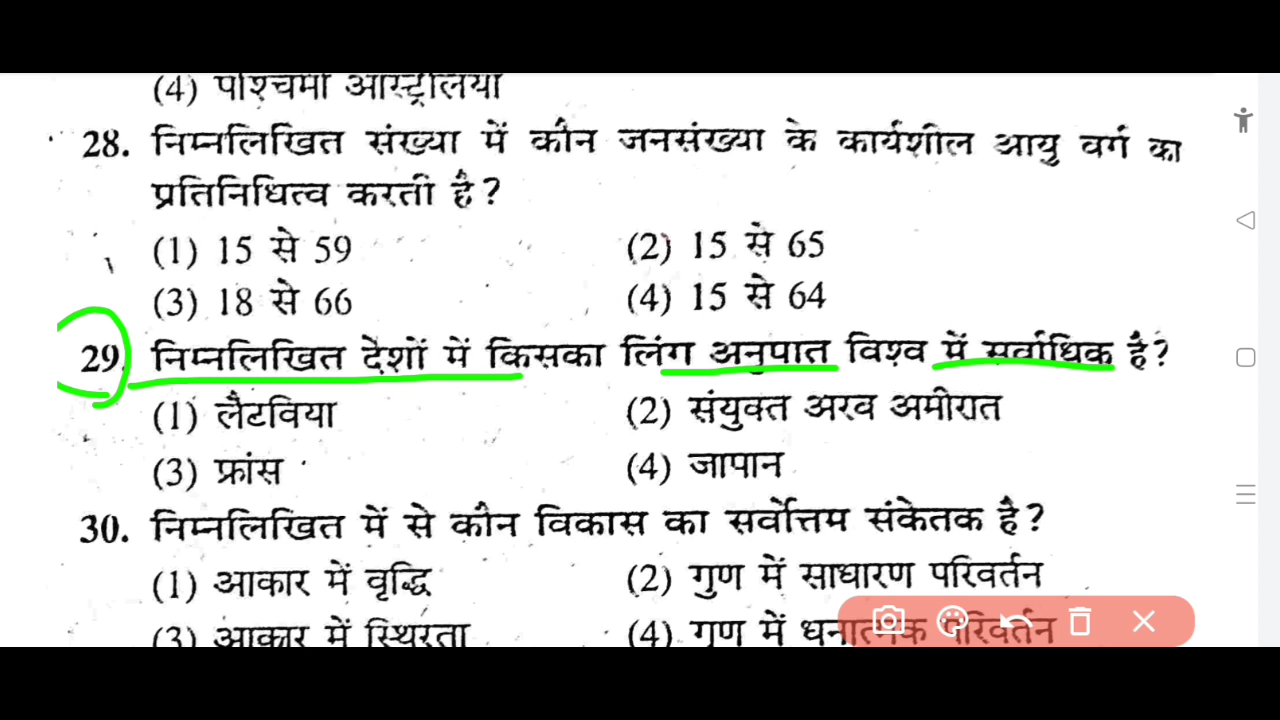 (4) पश्चिमी आस्ट्रेलिया
28. निम्नलिखित संख्या में कौन जनसंख्या के कार्यशील आयु वर्ग का
प्रतिनिधित्व करती है?
(1) 15 से 59 (2) 15 से 65
(3) 18 से 66 (4) 15 से 64
29. निम्नलिखित देशों में किसका लिंग अनुपात विश्व में सर्वाधिक है?
(1) लैटविया (2) संयुक्त अरब अमीरात
(3) फ्रांस (4) जापान
30. निम्नलिखित में से कौन विकास का सर्वोत्तम संकेतक है?
(1) आकार में वृद्धि (2) गुण में साधारण परिवर्तन
(3) आकार में स्थिरता (4) गुण में धनात्मक परिवर्तन